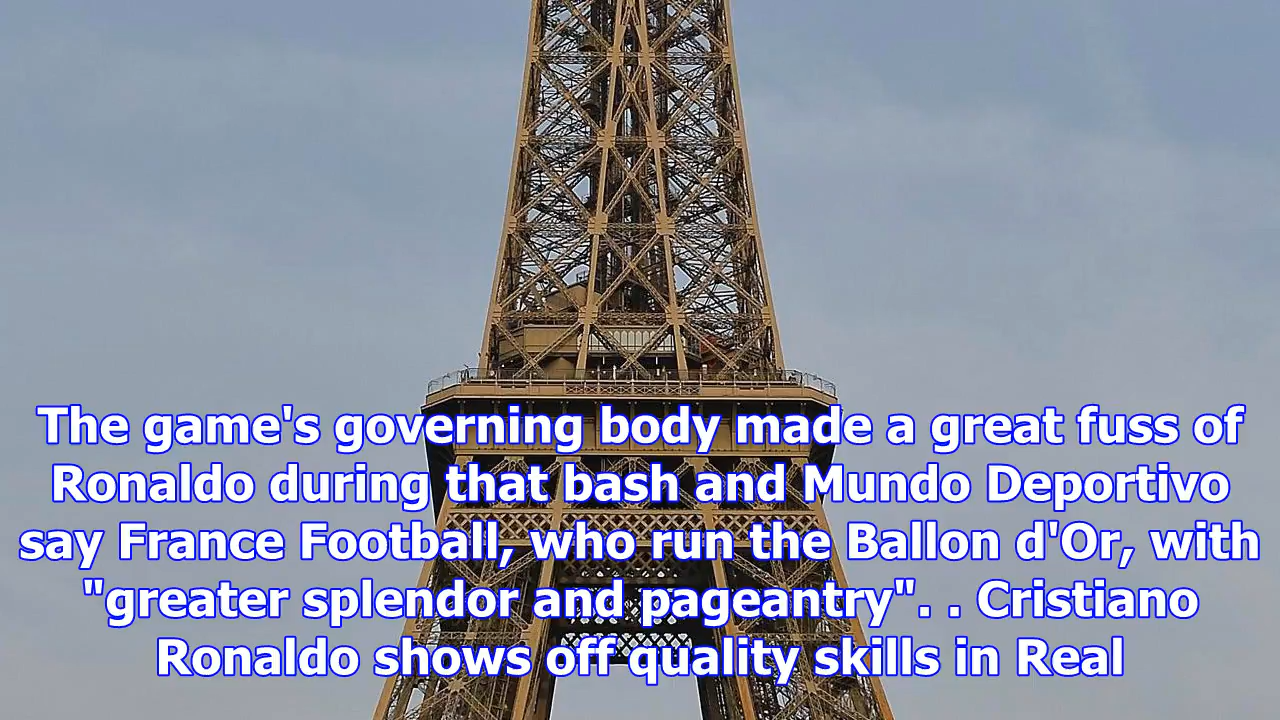 The game's governing body made a great fuss of
Ronaldo during that bash and Mundo Deportivo
say France Football, who run the Ballon d'Or, with
"greater splendor and pageantry". . Cristiano
Ronaldo shows off quality skills in Real